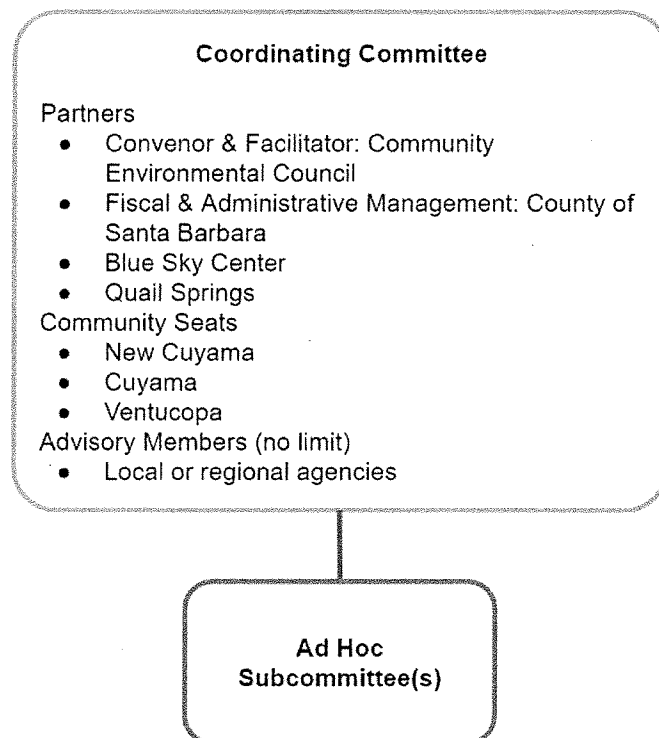 Coordinating Committee
Partners
• Convenor & Facilitator: Community
Environmental Council
• Fiscal & Administrative Management: County of
Santa Barbara
• Blue Sky Center
• Quail Springs
Community Seats
• New Cuyama
• Cuyama
• Ventucopa
Advisory Members (no limit)
• Local or regional agencies
Ad Hoc
Subcommittee(s)